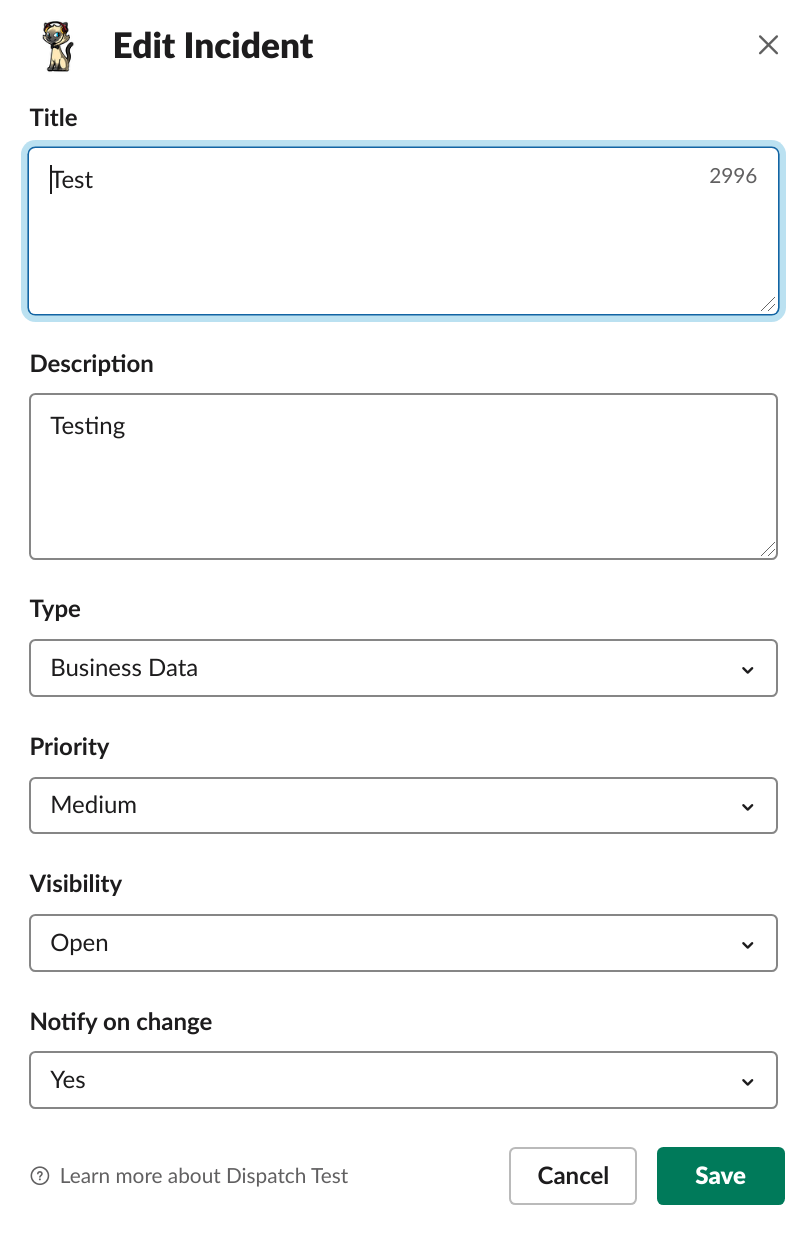 Edit Incident
Title
Test
2996
Description
Testing
Type
Business Data
Priority
Medium
Visibility
Open
Notify on change
Yes
Learn more about Dispatch Test
Cancel
Save